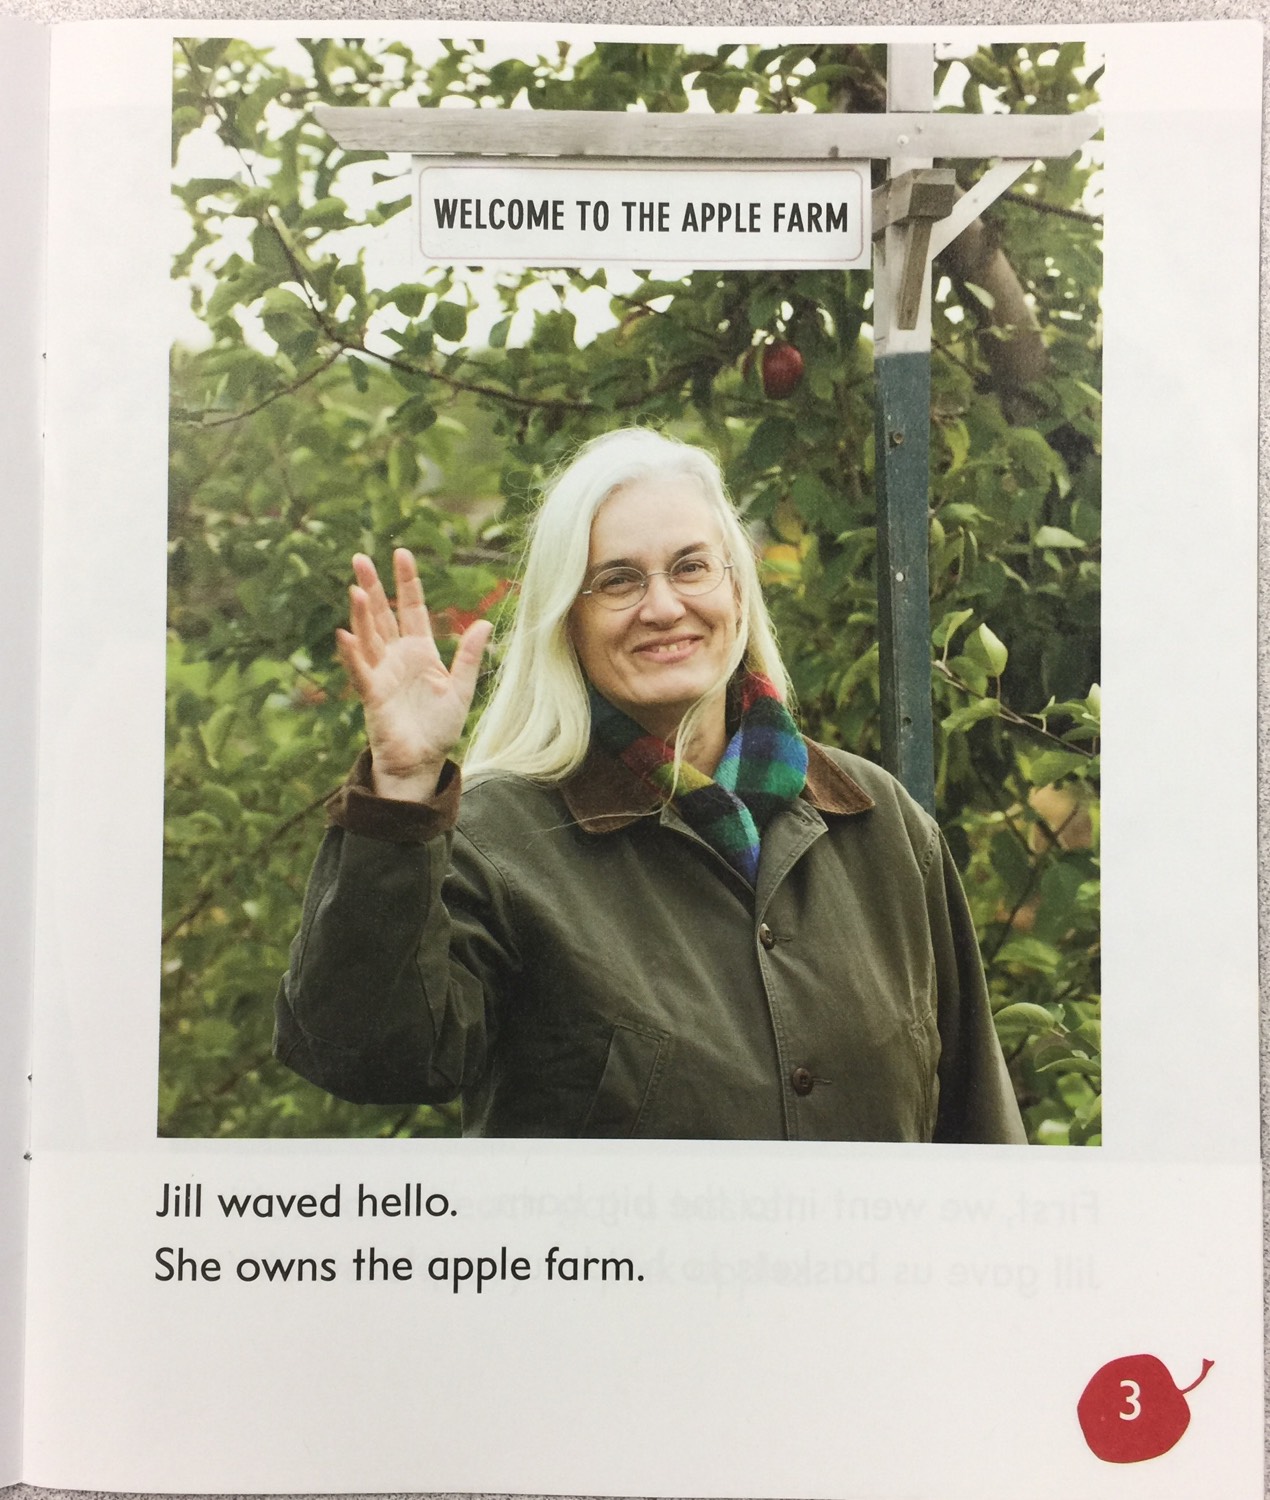 WELCOME TO THE APPLE FARM
Jill waved hello.
She owns the apple farm.
3